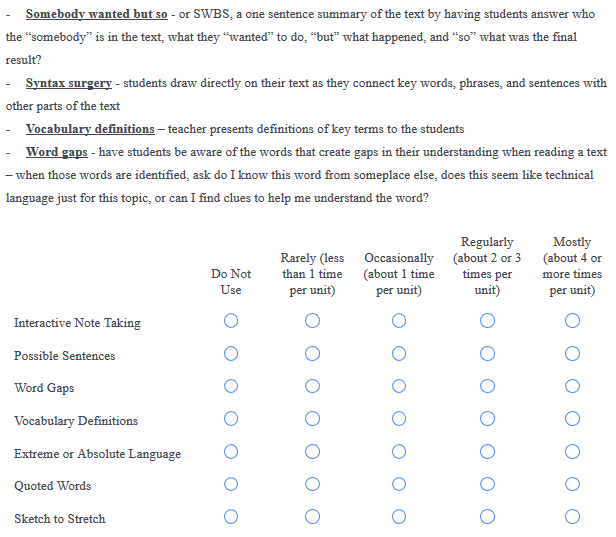 - Somebody wanted but so - or SWBS, a one sentence summary of the text by having students answer who
the “somebody” is in the text, what they “wanted” to do, “but” what happened, and “so” what was the final
result?
- Syntax surgery - students draw directly on their text as they connect key words, phrases, and sentences with
other parts of the text
- Vocabulary definitions – teacher presents definitions of key terms to the students
- Word gaps - have students be aware of the words that create gaps in their understanding when reading a text
– when those words are identified, ask do I know this word from someplace else, does this seem like technical
language just for this topic, or can I find clues to help me understand the word?
Do Not
Use
Rarely (less
than 1 time
per unit)
Occasionally
(about 1 time
per unit)
Regularly
(about 2 or 3
times per
unit)
Mostly
(about 4 or
more times
per unit)
Interactive Note Taking
Possible Sentences
Word Gaps
Vocabulary Definitions
Extreme or Absolute Language
Quoted Words
Sketch to Stretch